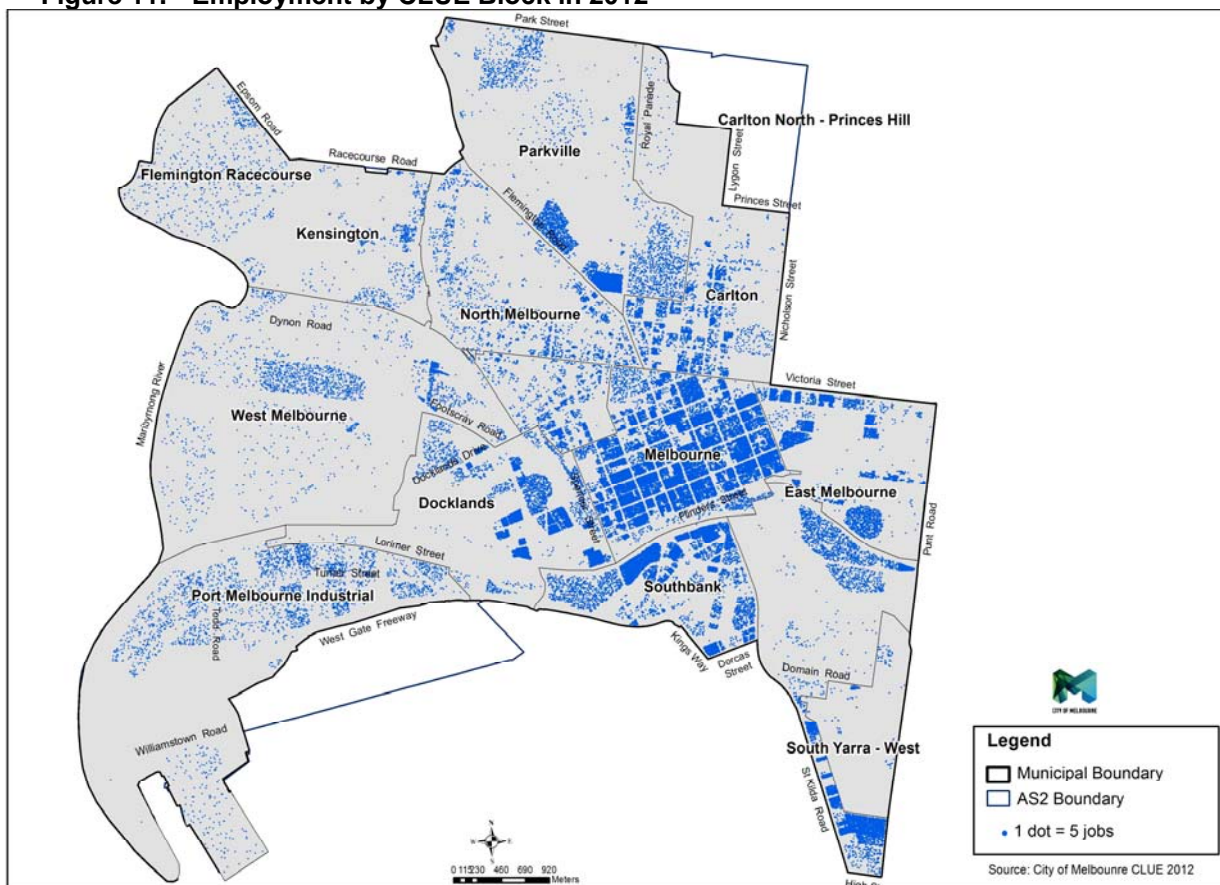 Figure 11: Employment by CLUE Block in 2012
Park Street
Epsom Road
Royal Parade
Carlton North - Princes Hill
Lygon Street
Racecourse Road
Parkville
Flemington Racecourse
Princes Street
Kensington
Flemington Road
Nicholson Street
Carlton
North Melbourne
Dynon Road
Victoria Street
Maribyrnong River
West Melbourne
Footscray Road
Docklands Drive
Melbourne
Docklands
East Melbourne
Spencer Street
Flinders Street
Punt Road
Lorimer Street
Turner Street
Southbank
Port Melbourne Industrial
Todd Road
West Gate Freeway
Kings Way
Dorcas
Street
Domain Road
Williamstown Road
South Yarra - West
St Kilda Road
CITY OF MELBOURNE
Legend
Municipal Boundary
AS2 Boundary
1 dot = 5 jobs
N
W E
S
0 115230 460 690 920
Meters
Source: City of Melbounre CLUE 2012